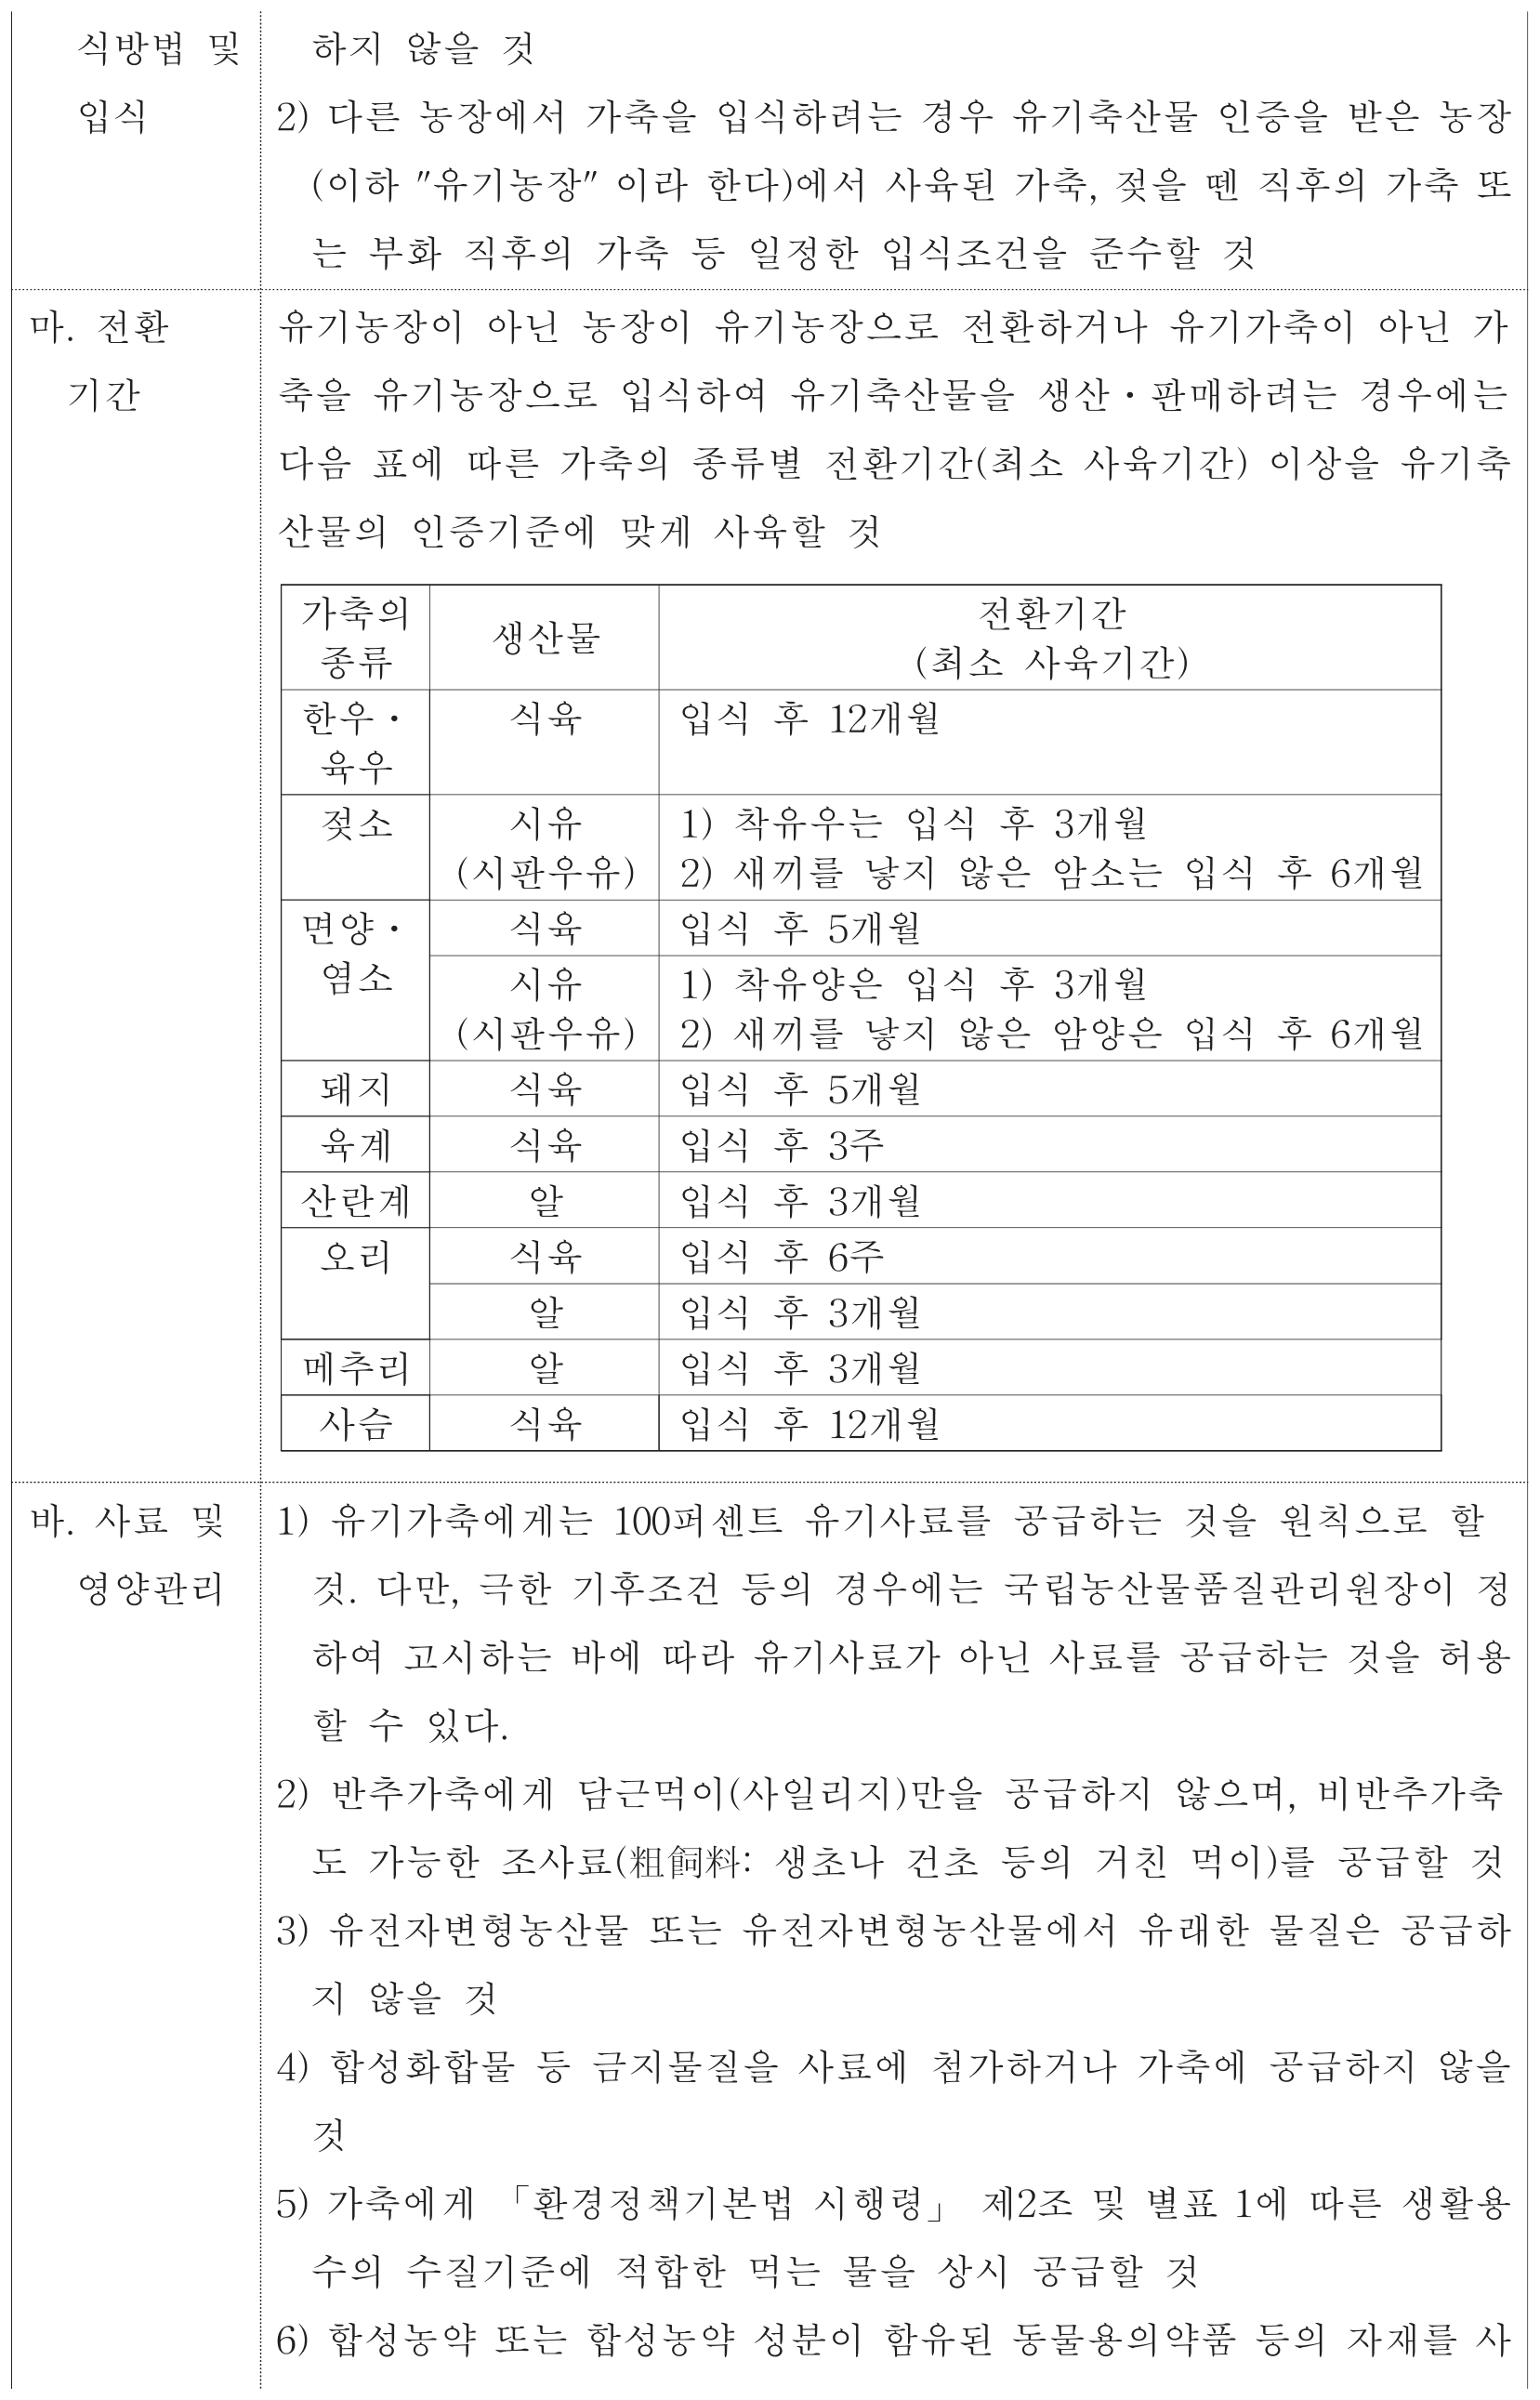 식방법 및 하지 않을 것
입식 2) 다른 농장에서 가축을 입식하려는 경우 유기축산물 인증을 받은 농장
(이하 "유기농장" 이라 한다)에서 사육된 가축, 젖을 뗀 직후의 가축 또
는 부화 직후의 가축 등 일정한 입식조건을 준수할 것
마. 전환 유기농장이 아닌 농장이 유기농장으로 전환하거나 유기가축이 아닌 가
기간 축을 유기농장으로 입식하여 유기축산물을 생산·판매하려는 경우에는
다음 표에 따른 가축의 종류별 전환기간(최소 사육기간) 이상을 유기축
산물의 인증기준에 맞게 사육할 것
가축의 종류 생산물 전환기간 (최소 사육기간)
한우· 식육 입식 후 12개월
육우
젖소 시유 1) 착유우는 입식 후 3개월
(시판우유) 2) 새끼를 낳지 않은 암소는 입식 후 6개월
면양· 식육 입식 후 5개월
염소 시유 1) 착유양은 입식 후 3개월
(시판우유) 2) 새끼를 낳지 않은 암양은 입식 후 6개월
돼지 식육 입식 후 5개월
육계 식육 입식 후 3주
산란계 알 입식 후 3개월
오리 식육 입식 후 6주
알 입식 후 3개월
메추리 알 입식 후 3개월
사슴 식육 입식 후 12개월
바. 사료 및 1) 유기가축에게는 100퍼센트 유기사료를 공급하는 것을 원칙으로 할
영양관리 것. 다만, 극한 기후조건 등의 경우에는 국립농산물품질관리원장이 정
하여 고시하는 바에 따라 유기사료가 아닌 사료를 공급하는 것을 허용
할 수 있다.
2) 반추가축에게 담근먹이(사일리지)만을 공급하지 않으며, 비반추가축
도 가능한 조사료(粗飼料: 생초나 건초 등의 거친 먹이)를 공급할 것
3) 유전자변형농산물 또는 유전자변형농산물에서 유래한 물질은 공급하
지 않을 것
4) 합성화합물 등 금지물질을 사료에 첨가하거나 가축에 공급하지 않을
것
5) 가축에게 「환경정책기본법 시행령」 제2조 및 별표 1에 따른 생활용
수의 수질기준에 적합한 먹는 물을 상시 공급할 것
6) 합성농약 또는 합성농약 성분이 함유된 동물용의약품 등의 자재를 사